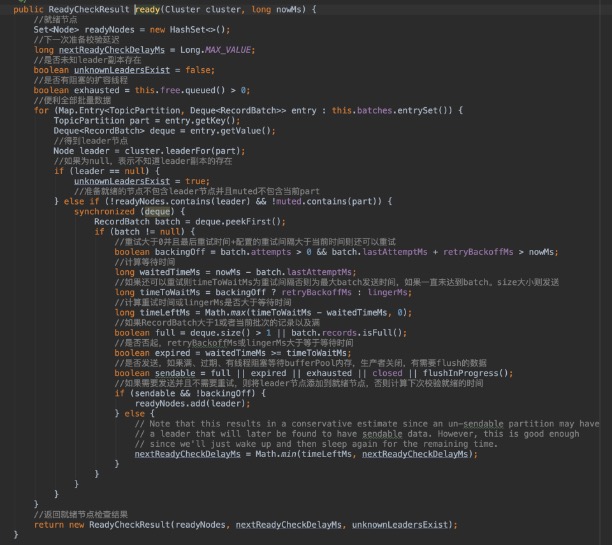 public ReadyCheckResult ready(Cluster cluster, long nowMs) {
//就绪节点
Set<Node> readyNodes = new HashSet<>();
//下一次准备校验延迟
long nextReadyCheckDelayMs = Long.MAX_VALUE;
//是否未知leader副本存在
boolean unknownLeadersExist = false;
//是否有阻塞的扩容线程
boolean exhausted = this.free.queued() > 0;
//便利全部批量数据
for (Map.Entry<TopicPartition, Deque<RecordBatch>> entry : this.batches.entrySet()) {
TopicPartition part = entry.getKey();
Deque<RecordBatch> deque = entry.getValue();
//得到leader节点
Node leader = cluster.leaderFor(part);
//如果为null，表示不知道leader副本的存在
if (leader == null) {
unknownLeadersExist = true;
//准备就绪的节点不包含leader节点并且muted不包含当前part
} else if (!readyNodes.contains(leader) && !muted.contains(part)) {
synchronized (deque) {
RecordBatch batch = deque.peekFirst();
if (batch != null) {
//重试大于0并且最后重试时间+配置的重试间隔大于当前时间则还可以重试
boolean backingOff = batch.attempts > 0 && batch.lastAttemptMs + retryBackoffMs > nowMs;
//计算等待时间
long waitedTimeMs = nowMs - batch.lastAttemptMs;
//如果还可以重试则timeToWaitMs为重试间隔否则为最大batch发送时间，如果一直未达到batch。size大小则发送
long timeToWaitMs = backingOff ? retryBackoffMs : lingerMs;
//计算重试时间或lingerMs是否大于等待时间
long timeLeftMs = Math.max(timeToWaitMs - waitedTimeMs, 0);
//如果RecordBatch大于1或者当前批次的记录以及满
boolean full = deque.size() > 1 || batch.records.isFull();
//是否否起，retryBackoffMs或lingerMs大于等于等待时间
boolean expired = waitedTimeMs >= timeToWaitMs;
//是否发送，如果满、过期、有线程阻塞等待bufferPool内存，生产者关闭，有需要flush的数据
boolean sendable = full || expired || exhausted || closed || flushInProgress();
//如果需要发送并且不需要重试，则将leader节点添加到就绪节点，否则计算下次校验就绪的时间
if (sendable && !backingOff) {
readyNodes.add(leader);
} else {
// Note that this results in a conservative estimate since an un-sendable partition may have
// a leader that will later be found to have sendable data. However, this is good enough
// since we'll just wake up and then sleep again for the remaining time.
nextReadyCheckDelayMs = Math.min(timeLeftMs, nextReadyCheckDelayMs);
}
}
}
}
}
//返回就绪节点检查结果
return new ReadyCheckResult(readyNodes, nextReadyCheckDelayMs, unknownLeadersExist);
}